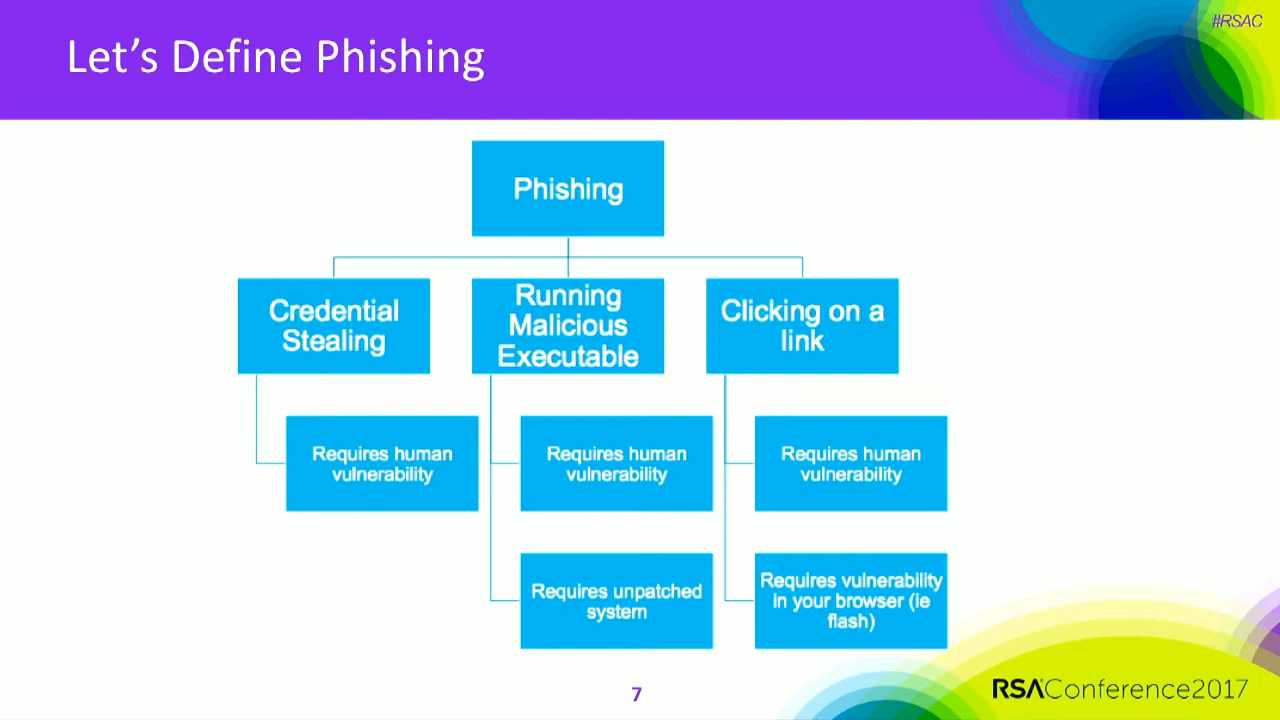 #RSAC
Let's Define Phishing
Phishing
Credential
Stealing
Running
Malicious
Executable
Clicking on a
link
Requires human
vulnerability
Requires human
vulnerability
Requires human
vulnerability
Requires unpatched
system
Requires vulnerability
in your browser (ie
flash)
7
RSAConference2017